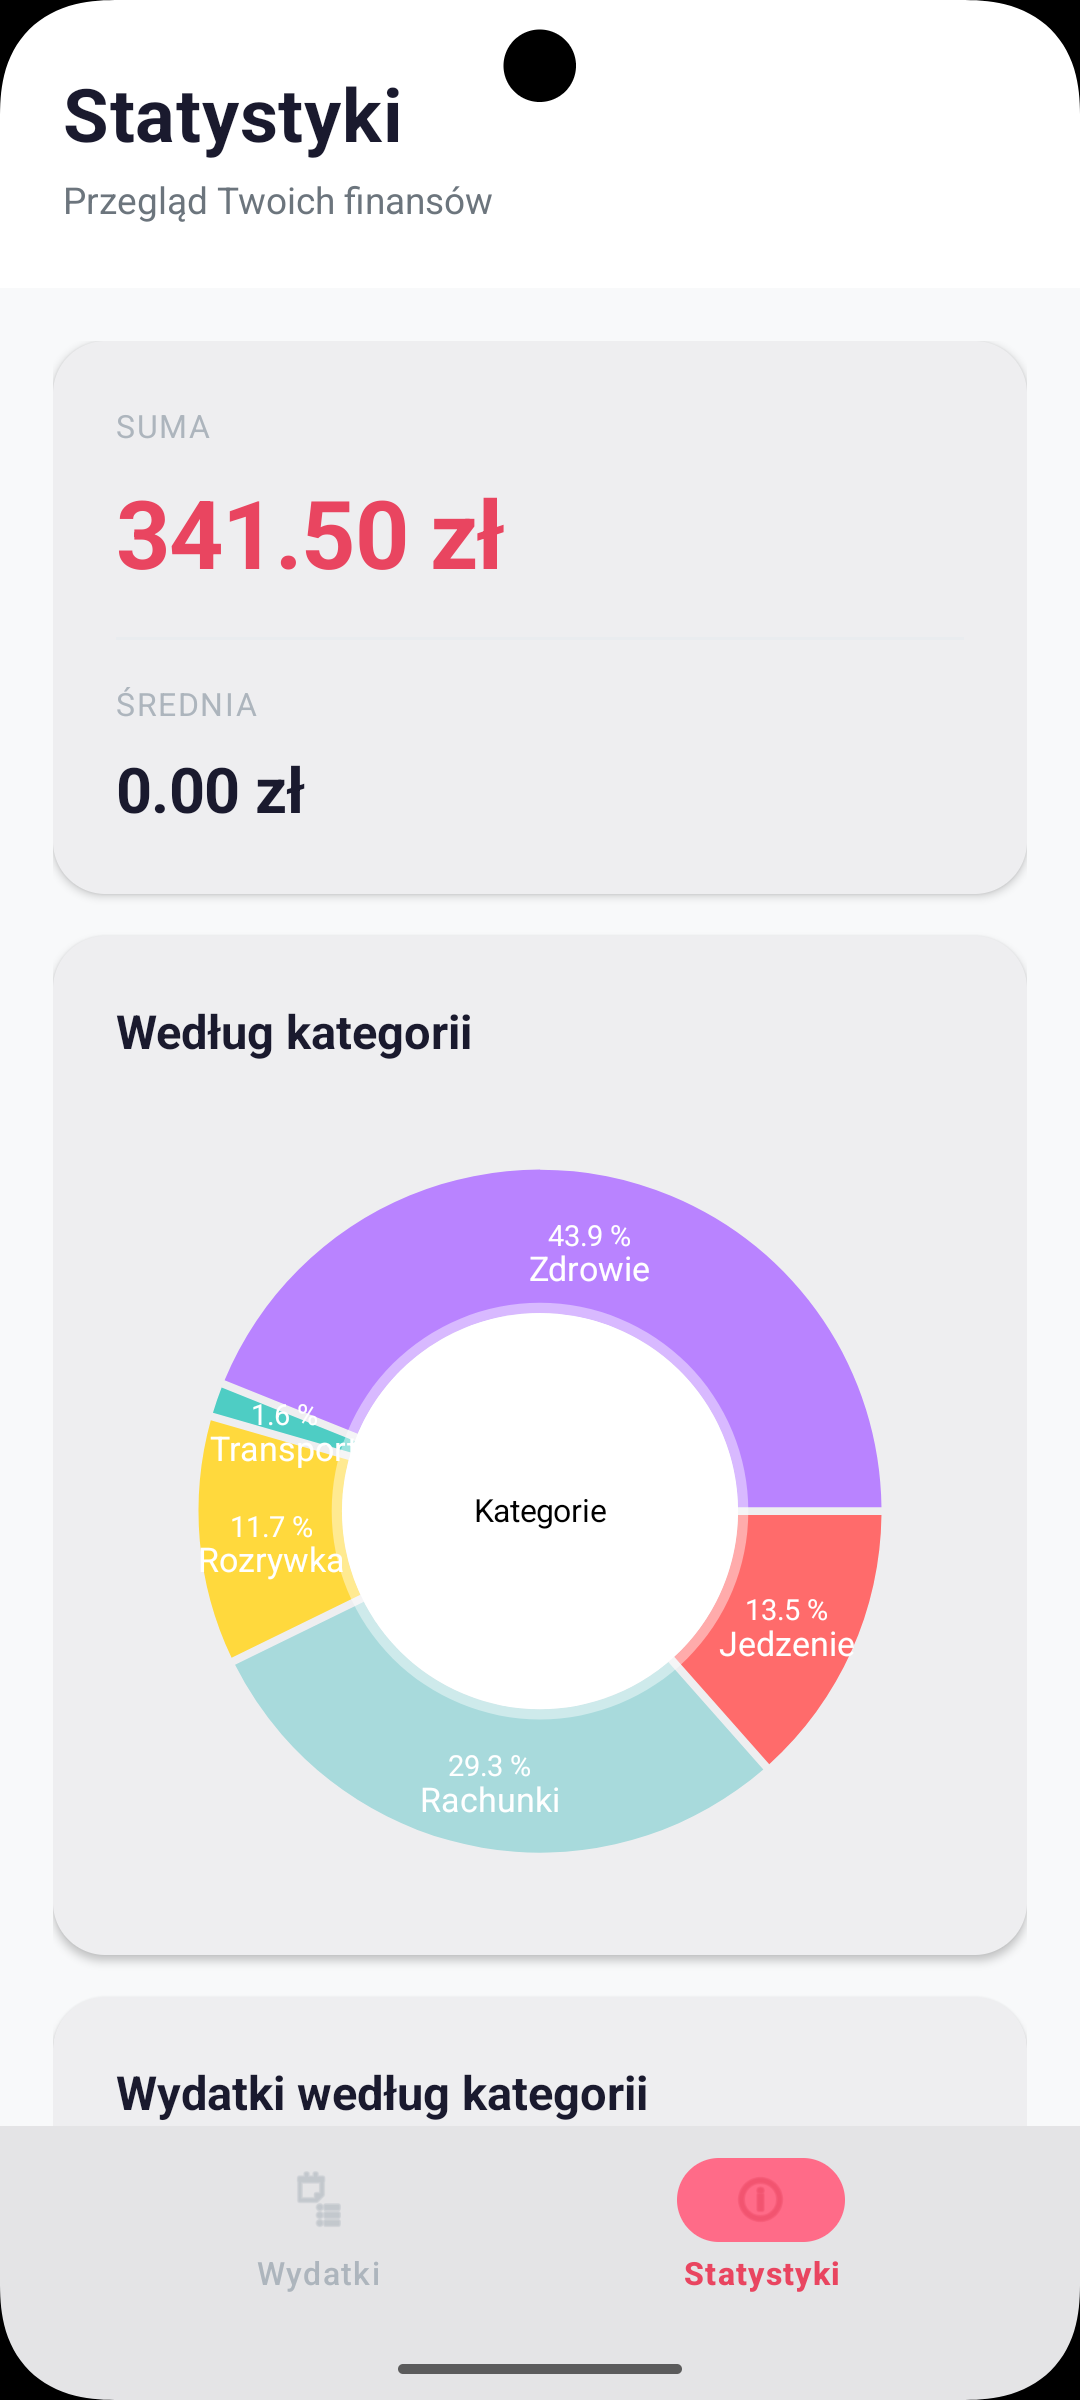 Statystyki
Przegląd Twoich finansów
SUMA
341.50 zł
ŚREDNIA
0.00 zł
Według kategorii
43.9 %
Zdrowie
1.6 %
Transport
11.7 %
Rozrywka
Kategorie
13.5 %
Jedzenie
29.3 %
Rachunki
Wydatki według kategorii
Wydatki
Statystyki